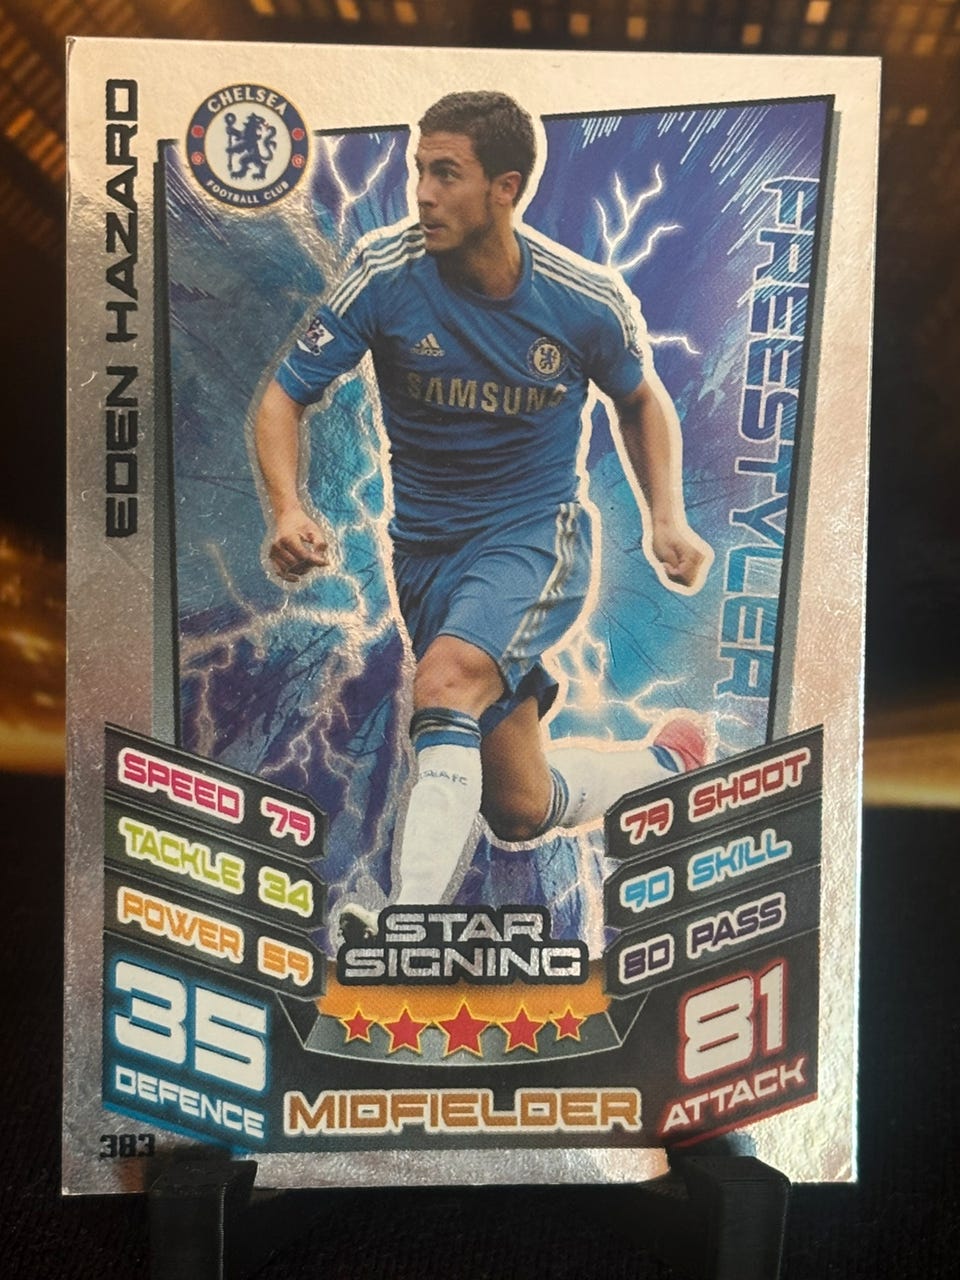 EDEN HAZARD
CHELSEA
FOOTBALL CLUB
FREESTYLER
adidas
SAMSUNG
SPEED 79
TACKLE 34
POWER 59
79 SHOOT
90 SKILL
80 PASS
STAR
SIGNING
35
DEFENCE
81
ATTACK
MIDFIELDER
383